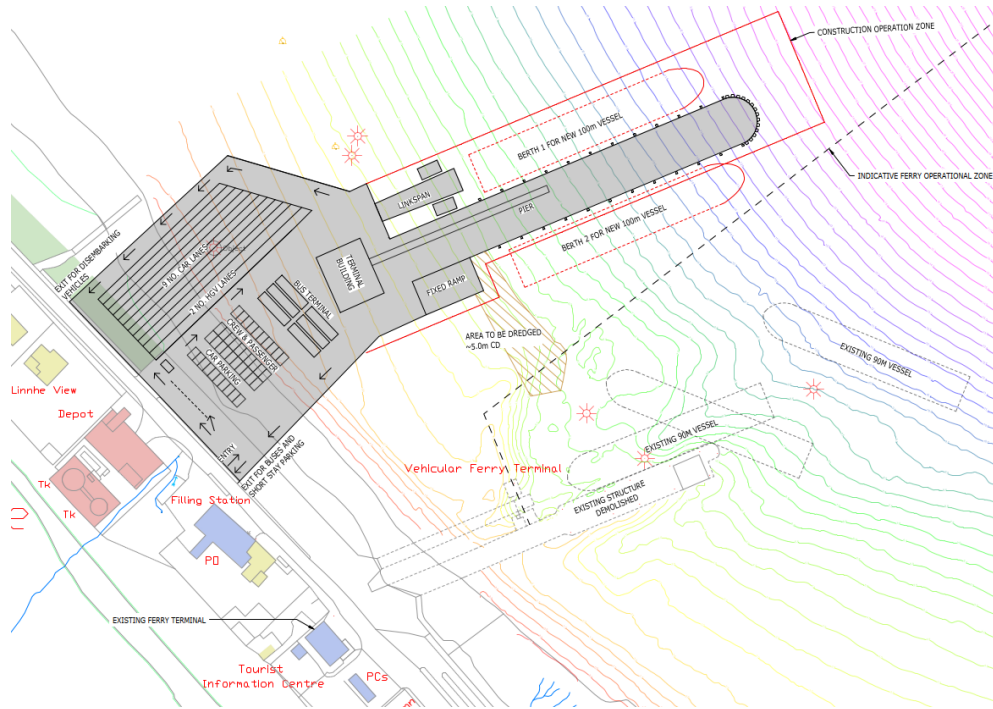 CONSTRUCTION OPERATION ZONE
INDICATIVE FERRY OPERATIONAL ZONE
BERTH 1 FOR NEW 100m VESSEL
LINKSPAN
PIER
BERTH 2 FOR NEW 100m VESSEL
TERMINAL
BUILDING
FIXED RAMP
EXIT FOR DISEMBARKING
VEHICLES
9 NO. CAR LANES
2 NO. HGV LANES
BUS TERMINAL
CREW & PASSENGER
CAR PARKING
AREA TO BE DREDGED
~5.0m CD
EXISTING 90M VESSEL
EXISTING 90M VESSEL
EXISTING STRUCTURE
DEMOLISHED
Vehicular Ferry Terminal
ENTRY
EXIT FOR BUSES AND
SHORT STAY PARKING
Linnhe View
Depot
Tk
Tk
Filling Station
PO
EXISTING FERRY TERMINAL
Tourist
Information Centre
PCs